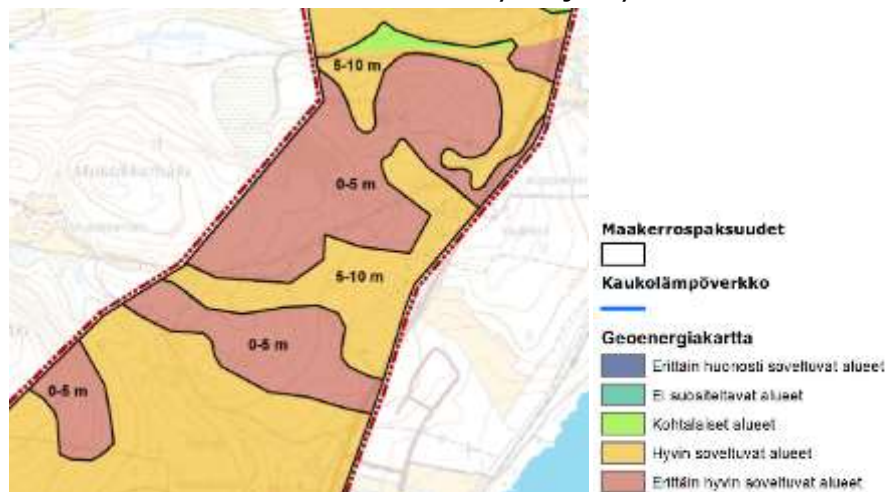 5-10 m
0-5 m
5-10 m
0-5 m
0-5 m
Maakerrospaksuudet
Kaukolämpöverkko
Geoenergiakartta
Erittäin huonosti soveltuvat alueet
Ei suositeltavat alueet
Kohtalaiset alueet
Hyvin soveltuvat alueet
Erittäin hyvin soveltuvat alueet